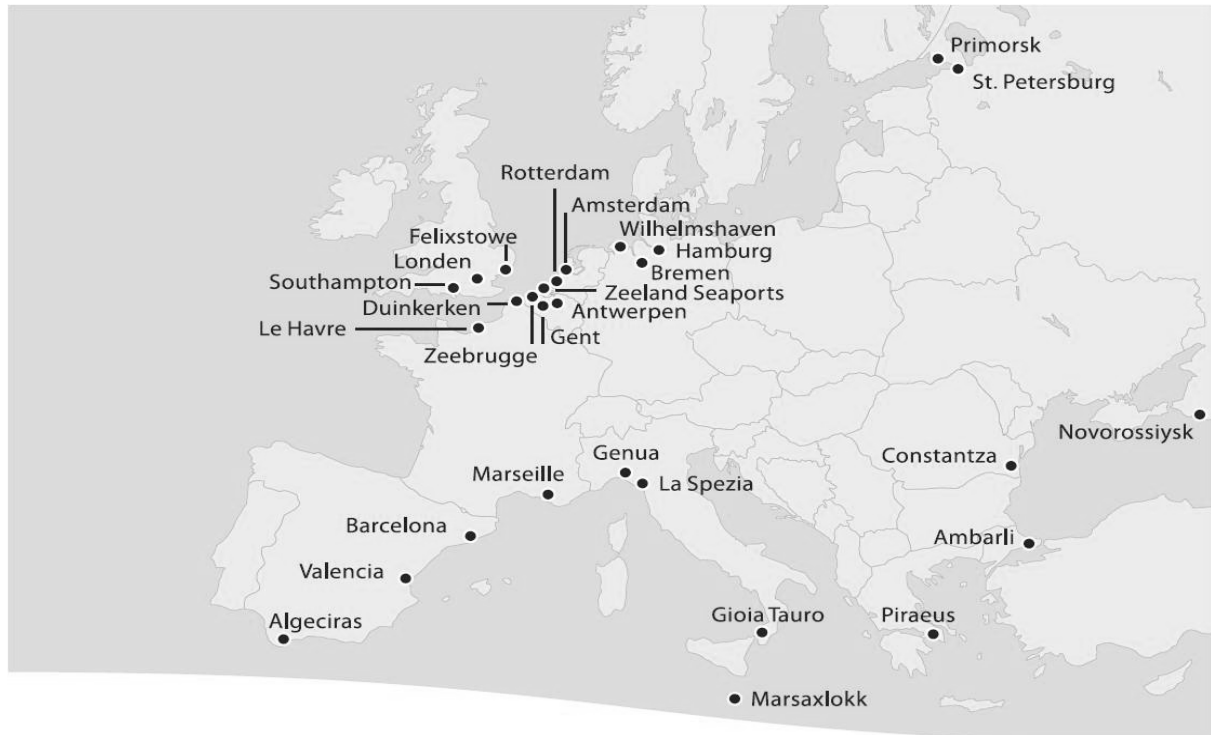 Primorsk
St. Petersburg
Rotterdam
Amsterdam
Wilhelmshaven
Felixstowe
Hamburg
Londen
Bremen
Southampton
Zeeland Seaports
Duinkerken
Antwerpen
Le Havre
Gent
Zeebrugge
Novorossiysk
Genua
Constantza
Marseille
La Spezia
Barcelona
Ambarli
Valencia
Algeciras
Gioia Tauro
Piraeus
Marsaxlokk